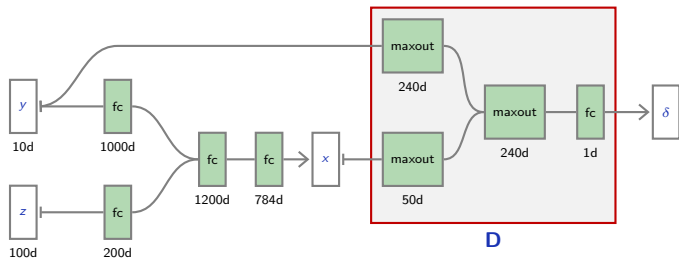 maxout
240d
y
10d
fc
1000d
fc
1200d
fc
784d
x
maxout
50d
maxout
240d
fc
1d
δ
z
100d
fc
200d
D